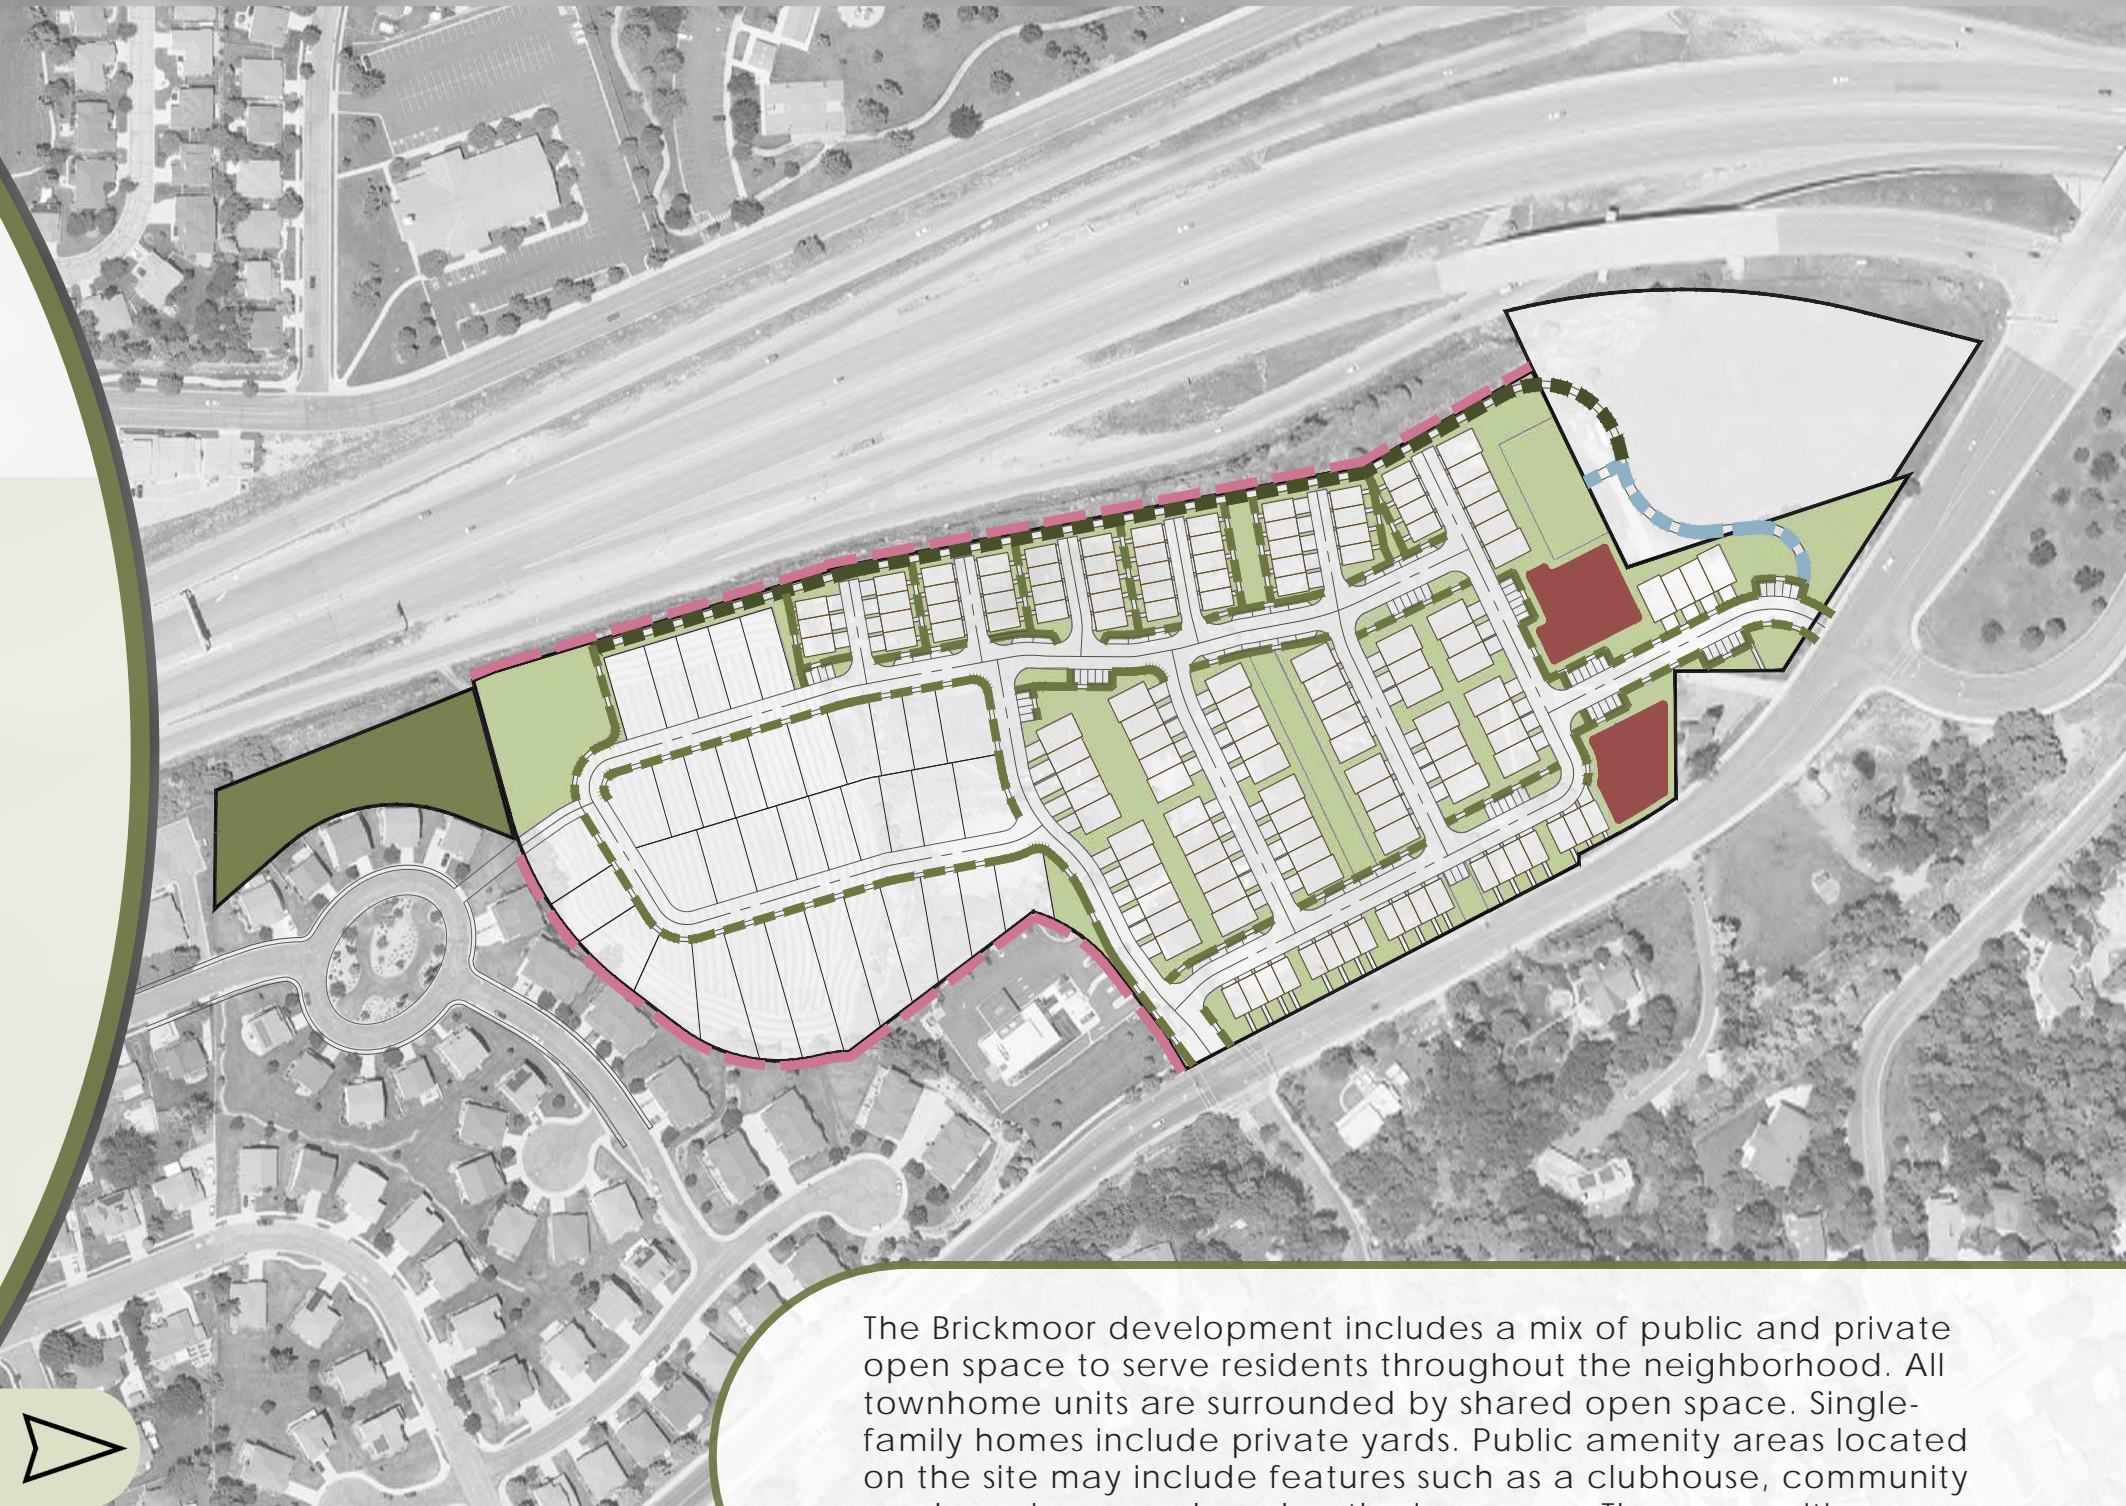 The Brickmoor development includes a mix of public and private
open space to serve residents throughout the neighborhood. All
townhome units are surrounded by shared open space. Single-
family homes include private yards. Public amenity areas located
on the site may include features such as a clubhouse, community